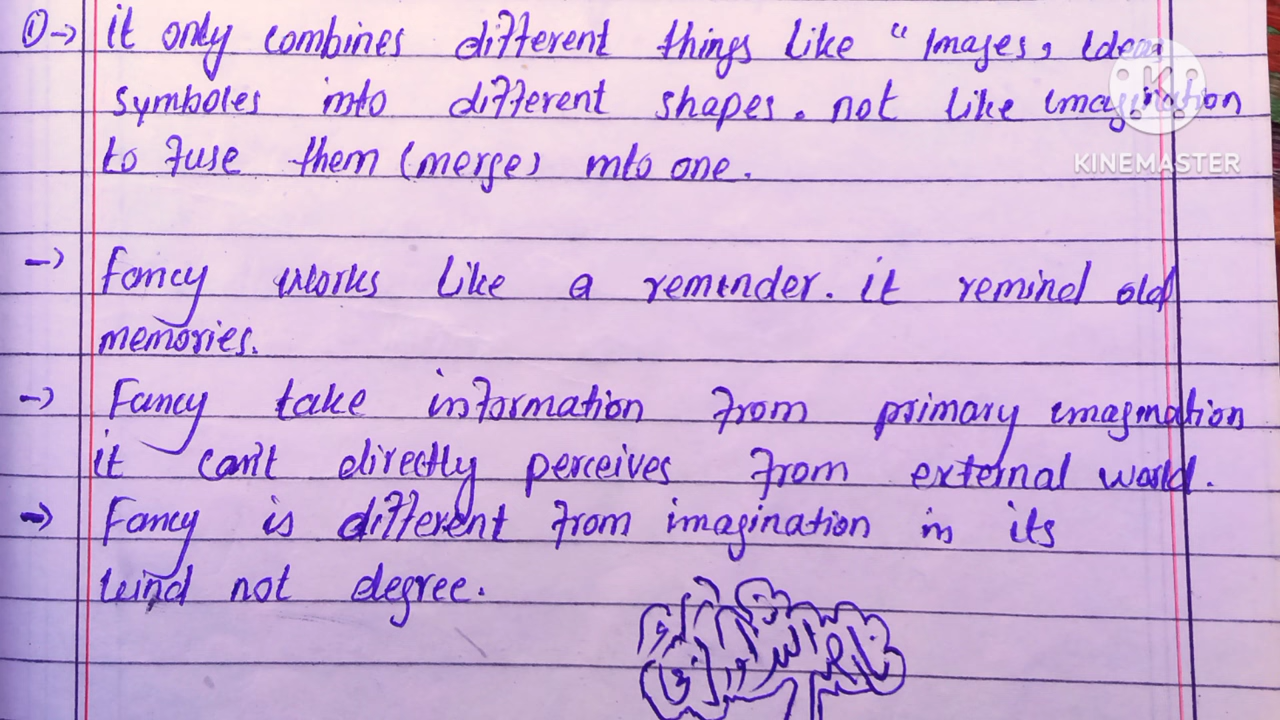 ①→ it only combines different things like "Images, Ideas
symboles into different shapes. not like imagination
to fuse them (merge) into one.
→ fancy works like a reminder. it remind old
memories.
→ Fancy take information from primary imagination
it can't directly perceives from external world.
→ Fancy is different from imagination in its
kind not degree.
KINEMASTER